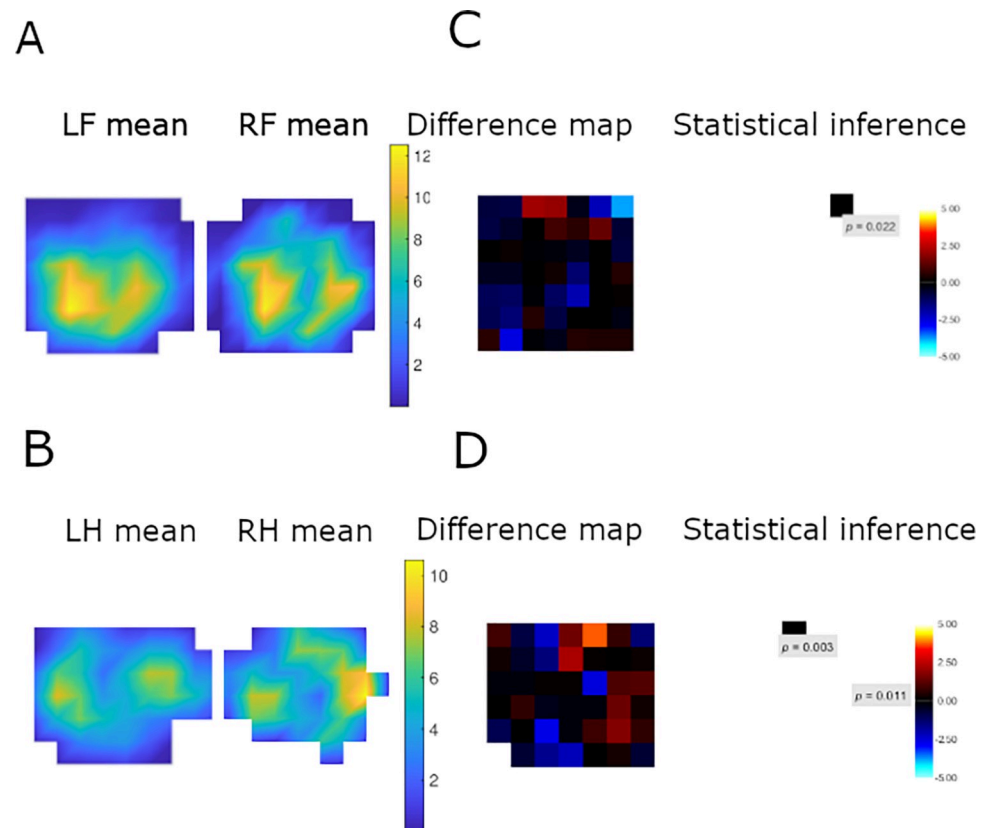 A
C
LF mean
RF mean
Difference map
Statistical inference
12
10
8
6
4
2
p = 0.022
5.00
2.50
0.00
-2.50
-5.00
B
D
LH mean
RH mean
Difference map
Statistical inference
10
8
6
4
2
p = 0.003
p = 0.011
5.00
2.50
0.00
-2.50
-5.00